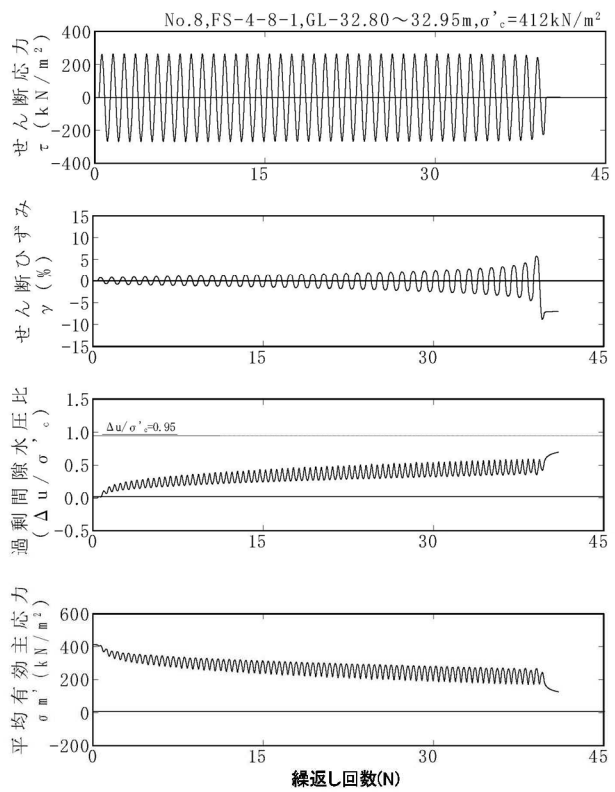 No.8,FS-4-8-1,GL-32.80～32.95m,σ'c=412kN/m²
せん断応力
τ (kN/m²)
400
200
0
-200
-400
0 15 30 45
せん断ひずみ
γ (%)
15
10
5
0
-5
-10
-15
0 15 30 45
過剰間隙水圧比
(Δu/σ'c)
1.5
1.0
0.5
0.0
-0.5
Δu/σ'c=0.95
0 15 30 45
平均有効主応力
σm' (kN/m²)
600
400
200
0
-200
0 15 30 45
繰返し回数(N)